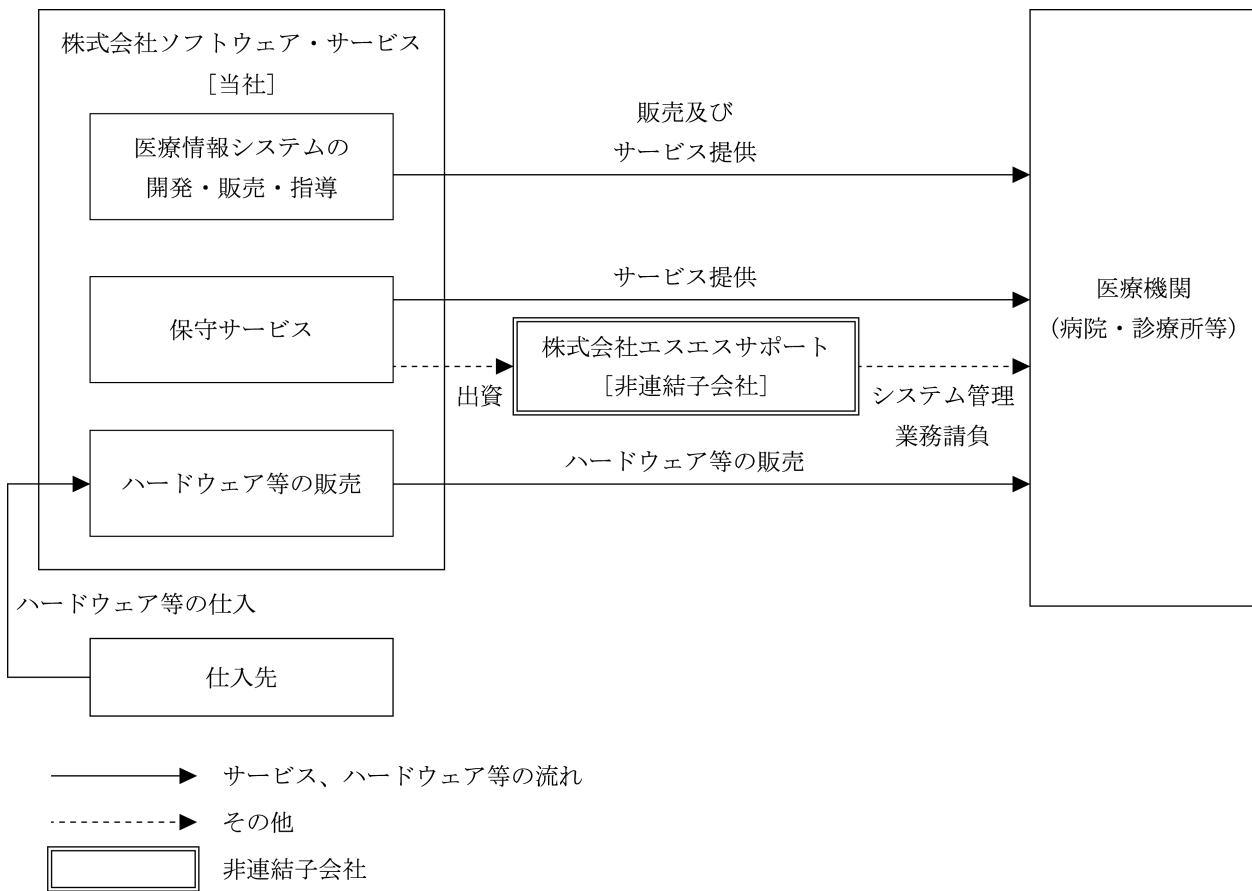 株式会社ソフトウェア・サービス
［当社］
医療情報システムの
開発・販売・指導
販売及び
サービス提供
保守サービス
サービス提供
株式会社エスエスサポート
［非連結子会社］
出資
システム管理
業務請負
医療機関
（病院・診療所等）
ハードウェア等の販売
ハードウェア等の販売
ハードウェア等の仕入
仕入先
サービス、ハードウェア等の流れ
その他
非連結子会社